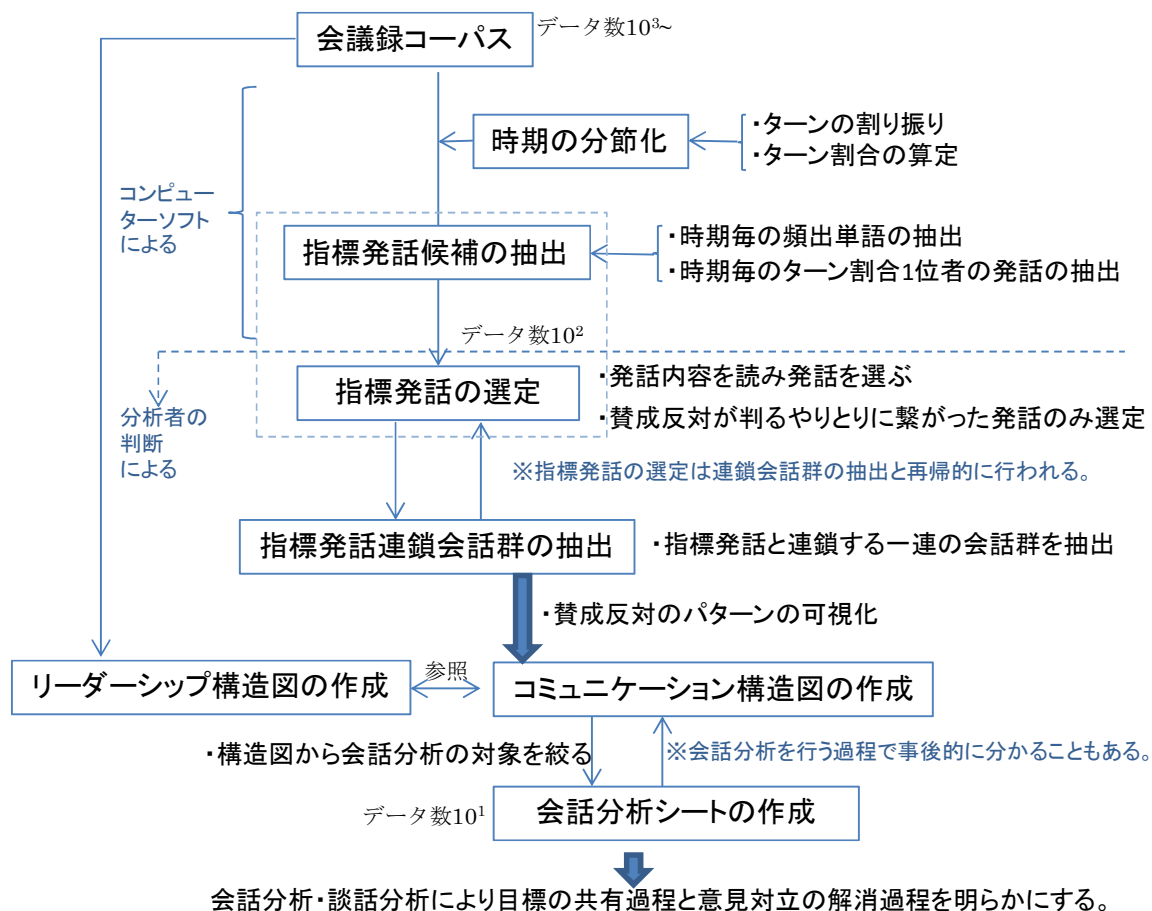 会議録コーパス
データ数10³~
時期の分節化
・ターンの割り振り
・ターン割合の算定
コンピュー
ターソフト
による
指標発話候補の抽出
・時期毎の頻出単語の抽出
・時期毎のターン割合1位者の発話の抽出
データ数10²
指標発話の選定
・発話内容を読み発話を選ぶ
・賛成反対が判るやりとりに繋がった発話のみ選定
分析者の
判断
による
※指標発話の選定は連鎖会話群の抽出と再帰的に行われる。
指標発話連鎖会話群の抽出
・指標発話と連鎖する一連の会話群を抽出
・賛成反対のパターンの可視化
リーダーシップ構造図の作成
参照
コミュニケーション構造図の作成
・構造図から会話分析の対象を絞る
※会話分析を行う過程で事後的に分かることもある。
データ数10¹
会話分析シートの作成
会話分析・談話分析により目標の共有過程と意見対立の解消過程を明らかにする。